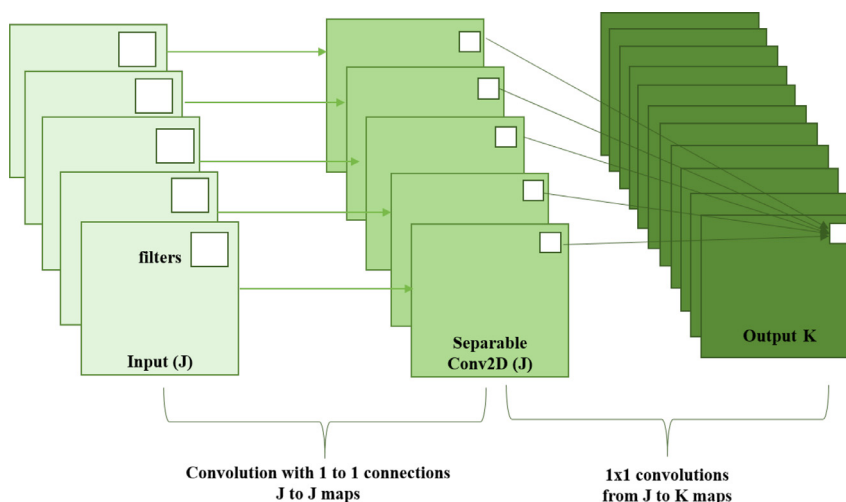 filters
Input (J)
Separable
Conv2D (J)
Output K
Convolution with 1 to 1 connections
J to J maps
1x1 convolutions
from J to K maps